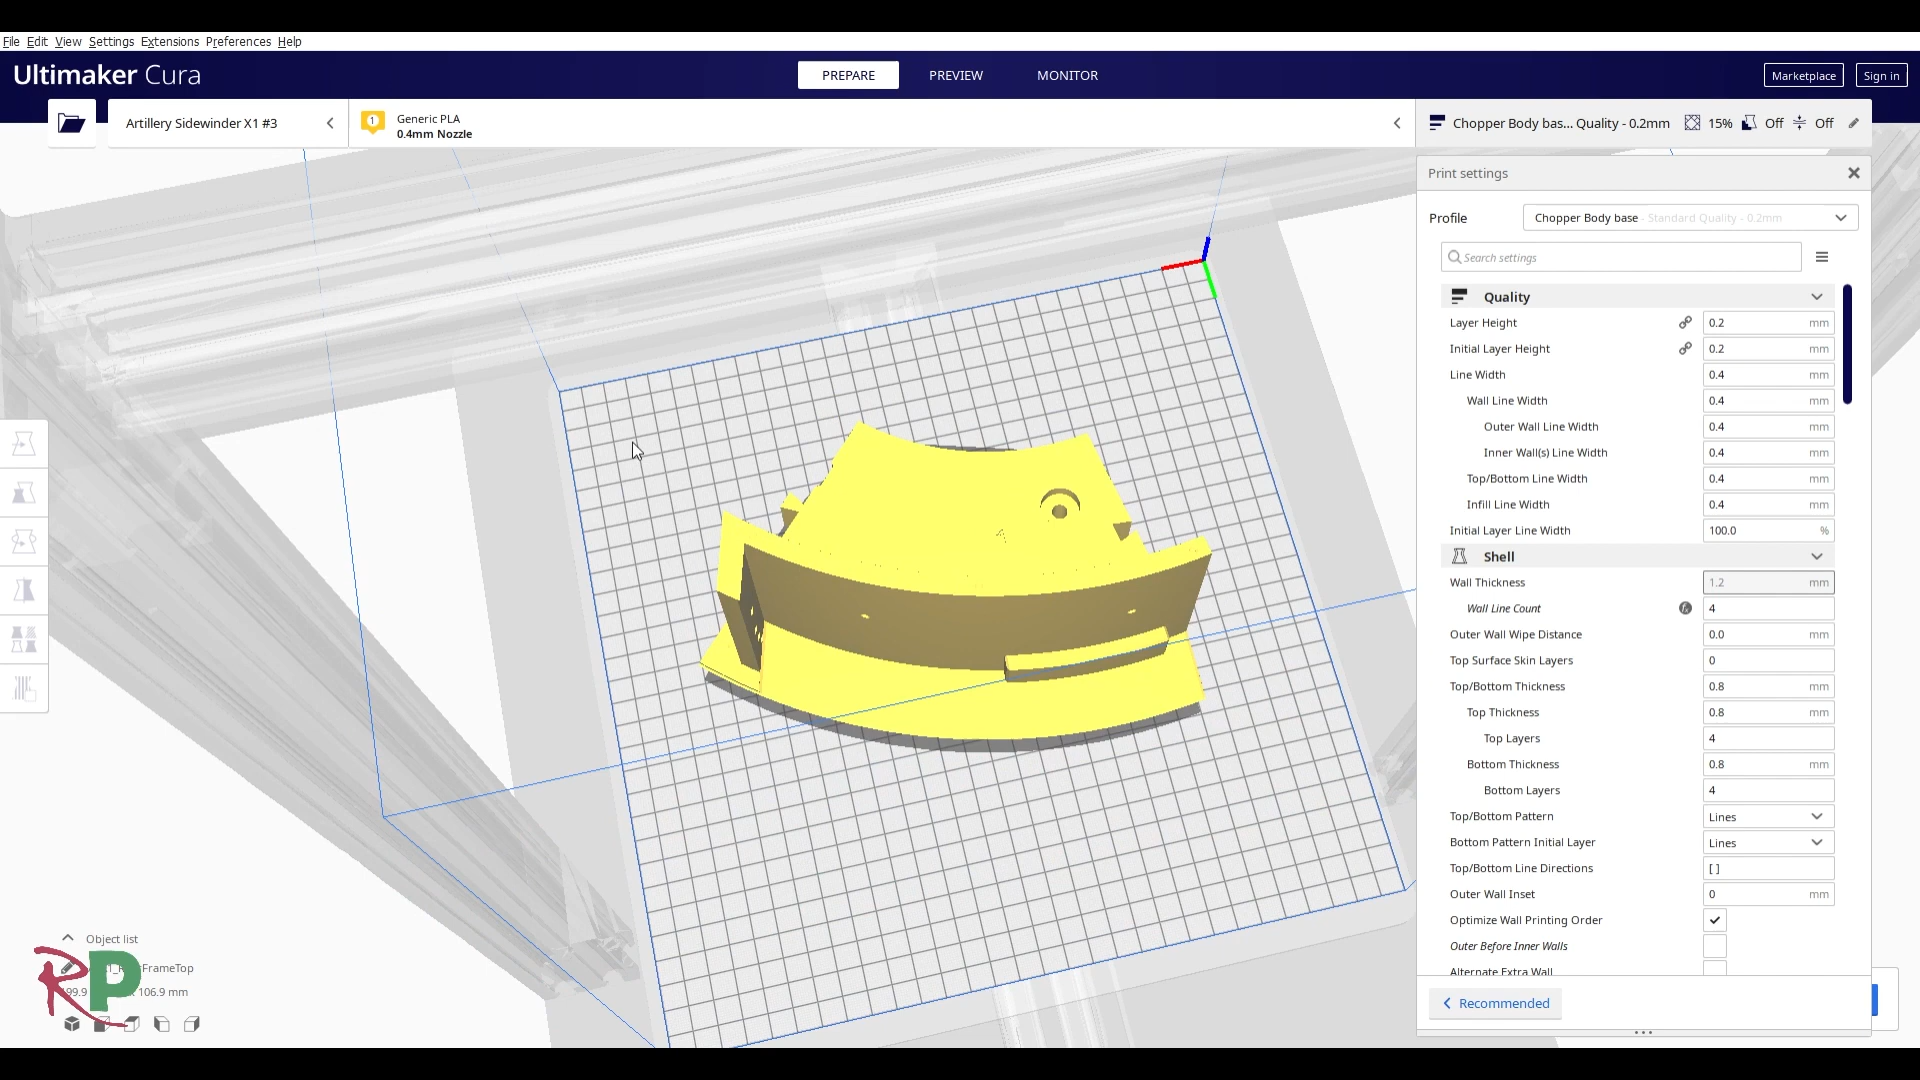 File Edit View Settings Extensions Preferences Help
Ultimaker Cura
PREPARE PREVIEW MONITOR
Marketplace Sign in
Artillery Sidewinder X1 #3
1 Generic PLA
0.4mm Nozzle
Chopper Body bas... Quality - 0.2mm 15% Off Off
Print settings
Profile Chopper Body base - Standard Quality - 0.2mm
Search settings
Quality
Layer Height 0.2 mm
Initial Layer Height 0.2 mm
Line Width 0.4 mm
Wall Line Width 0.4 mm
Outer Wall Line Width 0.4 mm
Inner Wall(s) Line Width 0.4 mm
Top/Bottom Line Width 0.4 mm
Infill Line Width 0.4 mm
Initial Layer Line Width 100.0 %
Shell
Wall Thickness 1.2 mm
Wall Line Count 4
Outer Wall Wipe Distance 0.0 mm
Top Surface Skin Layers 0
Top/Bottom Thickness 0.8 mm
Top Thickness 0.8 mm
Top Layers 4
Bottom Thickness 0.8 mm
Bottom Layers 4
Top/Bottom Pattern Lines
Bottom Pattern Initial Layer Lines
Top/Bottom Line Directions [ ]
Outer Wall Inset 0 mm
Optimize Wall Printing Order
Outer Before Inner Walls
Alternate Extra Wall
Recommended
Object list
FrameTop
106.9 mm
RP